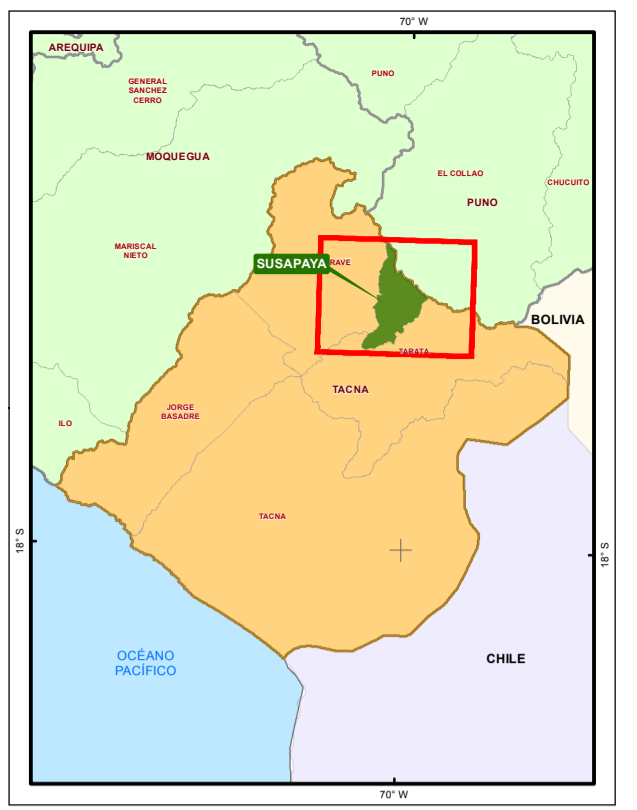 70° W
AREQUIPA
PUNO
GENERAL
SANCHEZ
CERRO
MOQUEGUA
EL COLLAO
CHUCUITO
PUNO
MARISCAL
NIETO
SUSAPAYA
RAVE
BOLIVIA
TARATA
TACNA
JORGE
BASADRE
ILO
TACNA
18° S
18° S
OCÉANO
PACÍFICO
CHILE
70° W